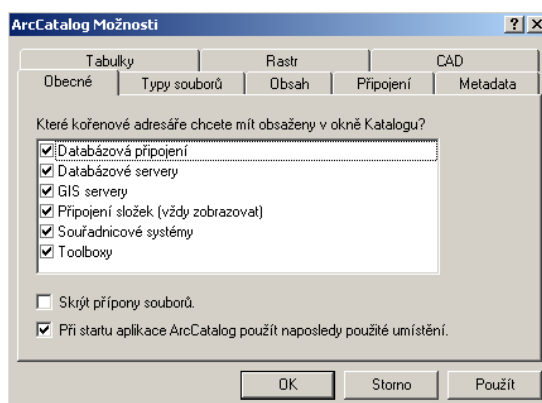 ArcCatalog Možnosti
Tabulky Rastr CAD
Obecné Typy souborů Obsah Připojení Metadata
Které kořenové adresáře chcete mít obsaženy v okně Katalogu?
Databázová připojení
Databázové servery
GIS servery
Připojení složek (vždy zobrazovat)
Souřadnicové systémy
Toolboxy
Skrýt přípony souborů.
Při startu aplikace ArcCatalog použít naposledy použité umístění.
OK Storno Použít